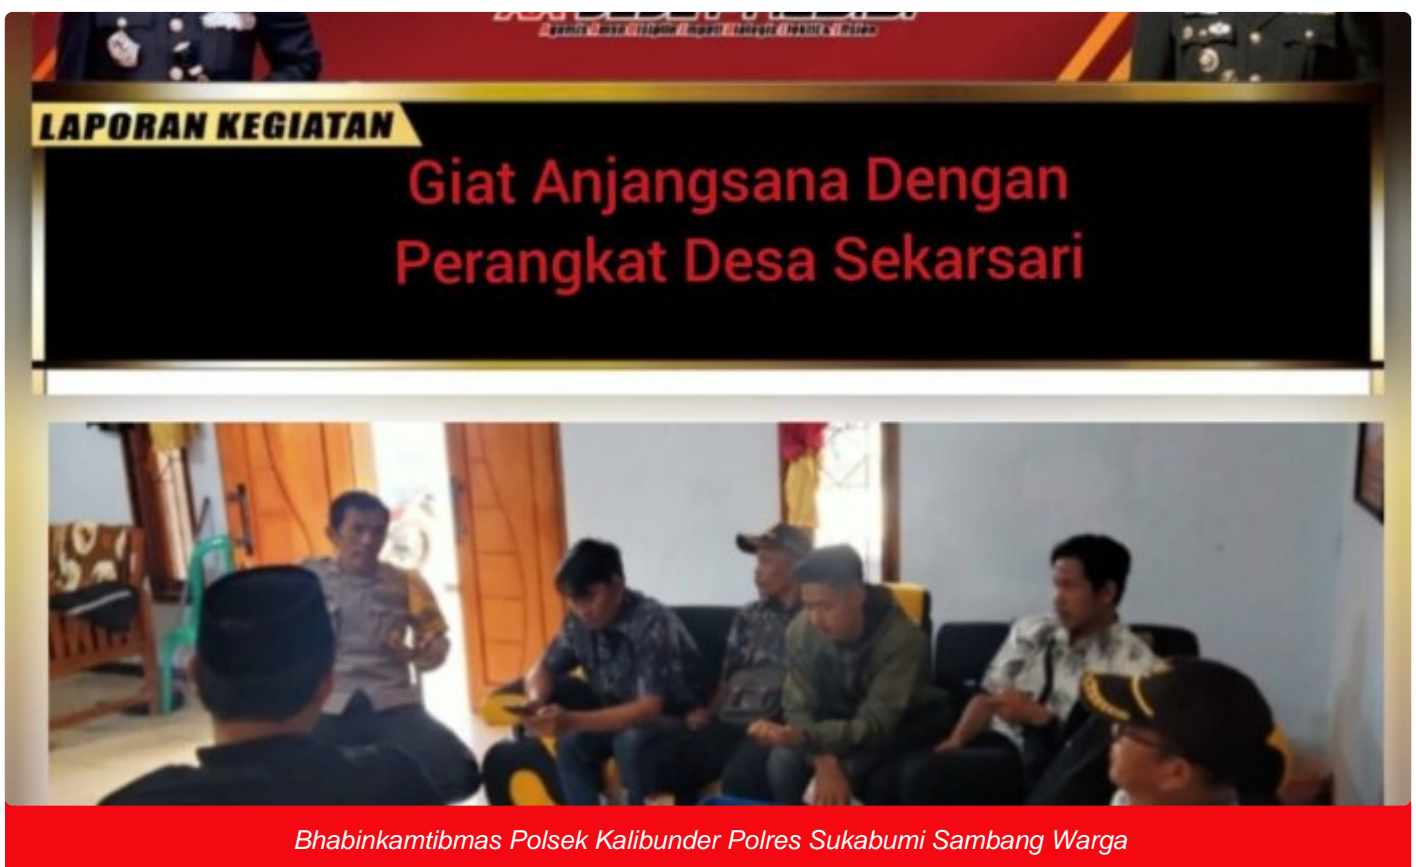 LAPORAN KEGIATAN
Giat Anjangsana Dengan
Perangkat Desa Sekarsari
Bhabinkamtibmas Polsek Kalibunder Polres Sukabumi Sambang Warga